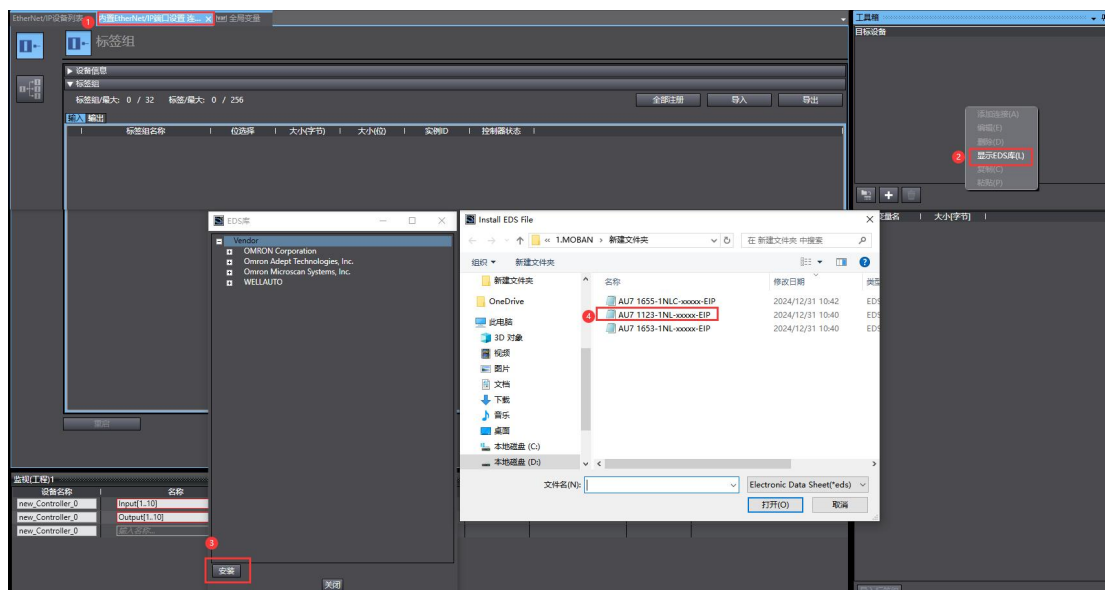 EtherNet/IP设备列表 1 内置EtherNet/IP端口设置 连... 全局变量
标签组
设备信息
标签组
标签组/最大: 0 / 32 标签/最大: 0 / 256 全部注册 导入 导出
输入 输出
标签组名称 位选择 大小(字节) 大小(位) 实例ID 控制器状态
工具箱
目标设备
添加连接(A)
编辑(E)
删除(D)
2 显示EDS库(L)
复制(C)
粘贴(P)
变量名 大小(字节)
EDS库
Vendor
OMRON Corporation
Omron Adept Technologies, Inc.
Omron Microscan Systems, Inc.
WELLAUTO
3
安装
关闭
Install EDS File
« 1.MOBAN › 新建文件夹 在 新建文件夹 中搜索
组织 新建文件夹
新建文件夹
OneDrive
此电脑
3D 对象
视频
图片
文档
下载
音乐
桌面
本地磁盘 (C:)
本地磁盘 (D:)
名称 修改日期 类型
AU7 1655-1NLC-xxxxx-EIP 2024/12/31 10:42 EDS
4 AU7 1123-1NL-xxxxx-EIP 2024/12/31 10:40 EDS
AU7 1653-1NL-xxxxx-EIP 2024/12/31 10:40 EDS
文件名(N): Electronic Data Sheet(*eds)
打开(O) 取消
监视(工程)1
设备名称 名称
new_Controller_0 Input[1..10]
new_Controller_0 Output[1..10]
new_Controller_0 输入名称...